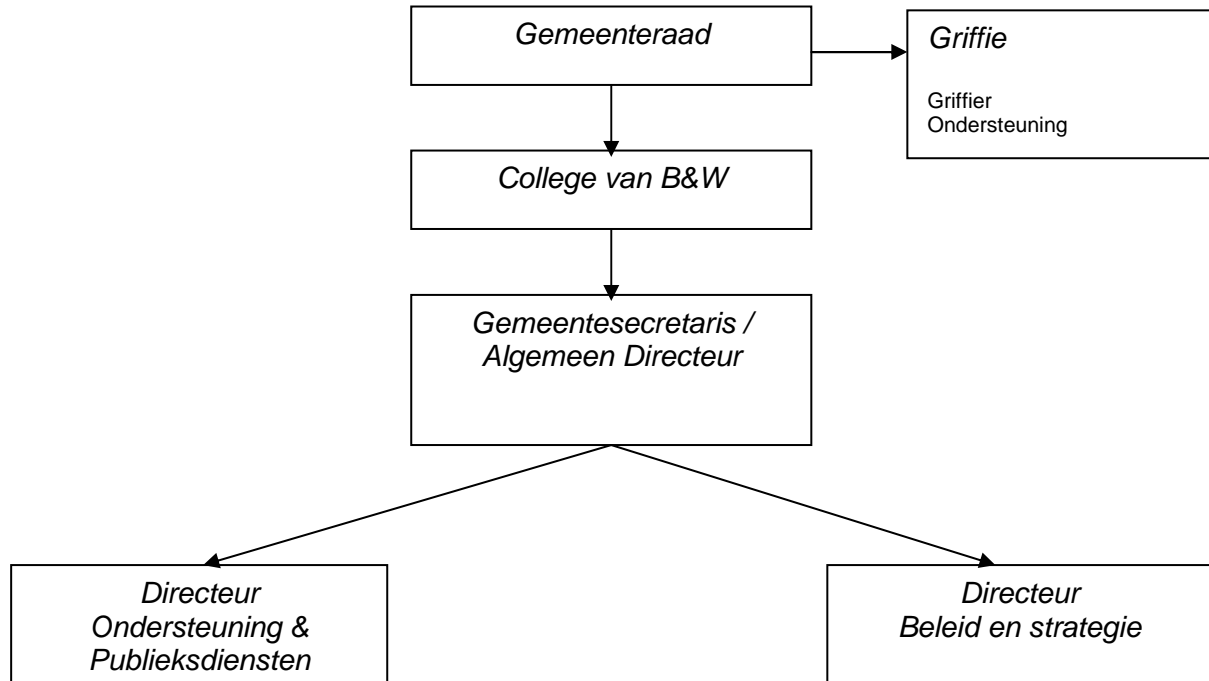 Gemeenteraad
Griffie
Griffier
Ondersteuning
College van B&W
Gemeentesecretaris /
Algemeen Directeur
Directeur
Ondersteuning &
Publieksdiensten
Directeur
Beleid en strategie